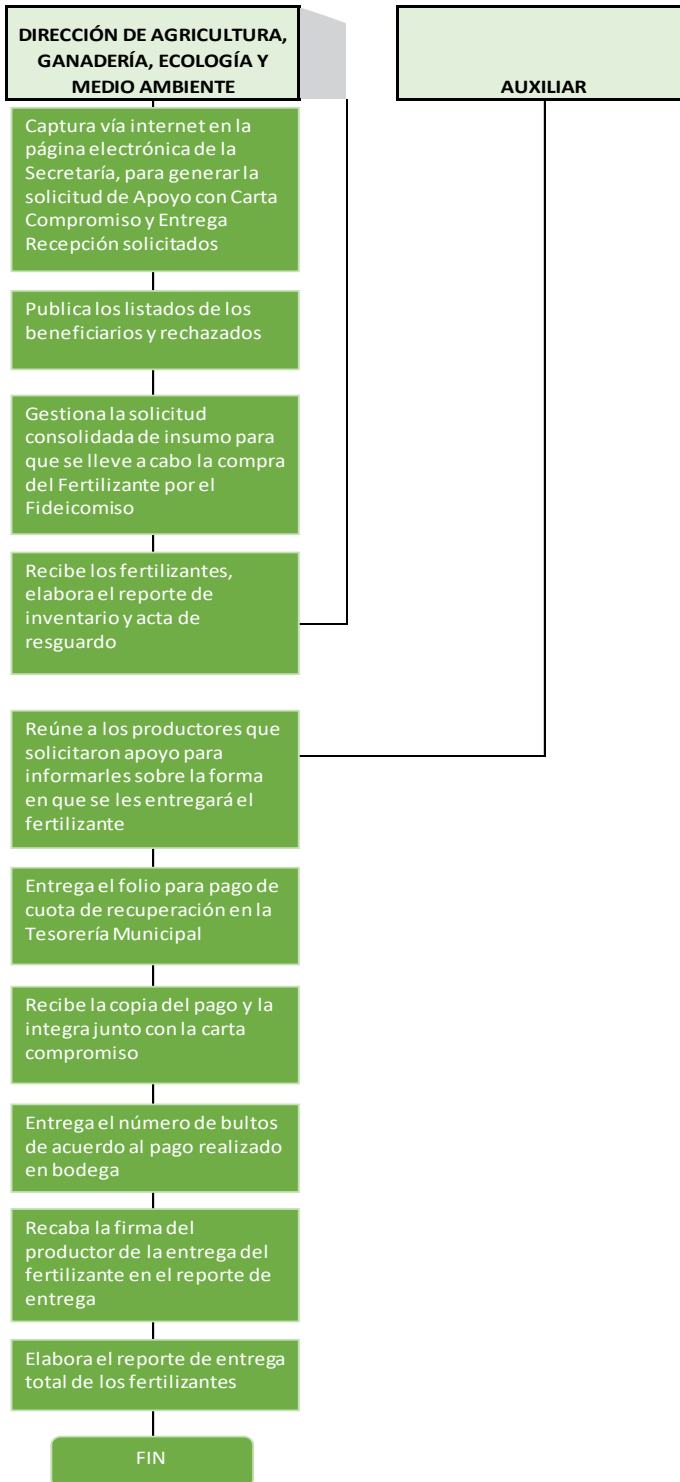 DIRECCIÓN DE AGRICULTURA,
GANADERÍA, ECOLOGÍA Y
MEDIO AMBIENTE
AUXILIAR
Captura vía internet en la
página electrónica de la
Secretaría, para generar la
solicitud de Apoyo con Carta
Compromiso y Entrega
Recepción solicitados
Publica los listados de los
beneficiarios y rechazados
Gestiona la solicitud
consolidada de insumo para
que se lleve a cabo la compra
del Fertilizante por el
Fideicomiso
Recibe los fertilizantes,
elabora el reporte de
inventario y acta de
resguardo
Reúne a los productores que
solicitaron apoyo para
informarles sobre la forma
en que se les entregará el
fertilizante
Entrega el folio para pago de
cuota de recuperación en la
Tesorería Municipal
Recibe la copia del pago y la
integra junto con la carta
compromiso
Entrega el número de bultos
de acuerdo al pago realizado
en bodega
Recaba la firma del
productor de la entrega del
fertilizante en el reporte de
entrega
Elabora el reporte de entrega
total de los fertilizantes
FIN